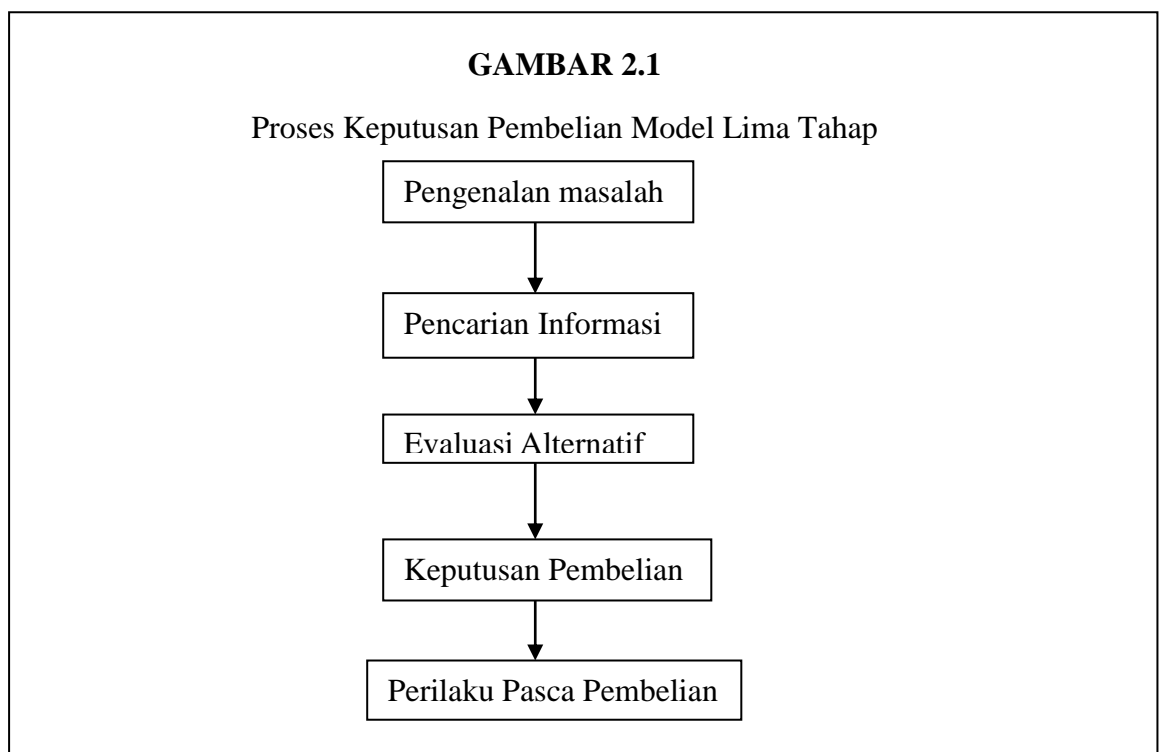 GAMBAR 2.1
Proses Keputusan Pembelian Model Lima Tahap
Pengenalan masalah
Pencarian Informasi
Evaluasi Alternatif
Keputusan Pembelian
Perilaku Pasca Pembelian